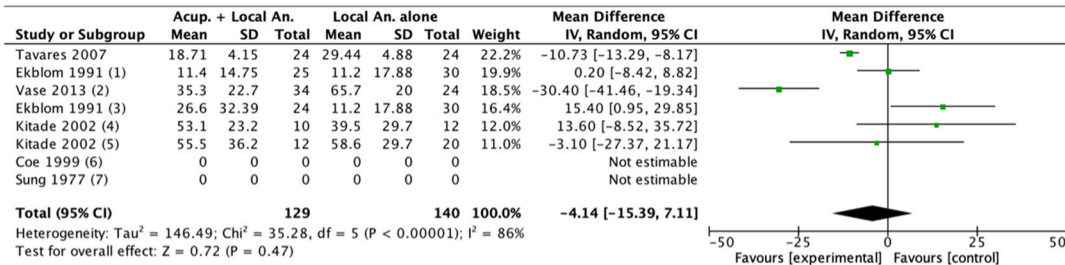 Acup. + Local An. Local An. alone Mean Difference Mean Difference
Study or Subgroup Mean SD Total Mean SD Total Weight IV, Random, 95% CI IV, Random, 95% CI
Tavares 2007 18.71 4.15 24 29.44 4.88 24 22.2% −10.73 [−13.29, −8.17]
Ekblom 1991 (1) 11.4 14.75 25 11.2 17.88 30 19.9% 0.20 [−8.42, 8.82]
Vase 2013 (2) 35.3 22.7 34 65.7 20 24 18.5% −30.40 [−41.46, −19.34]
Ekblom 1991 (3) 26.6 32.39 24 11.2 17.88 30 16.4% 15.40 [0.95, 29.85]
Kitade 2002 (4) 53.1 23.2 10 39.5 29.7 12 12.0% 13.60 [−8.52, 35.72]
Kitade 2002 (5) 55.5 36.2 12 58.6 29.7 20 11.0% −3.10 [−27.37, 21.17]
Coe 1999 (6) 0 0 0 0 0 0 Not estimable
Sung 1977 (7) 0 0 0 0 0 0 Not estimable
Total (95% CI) 129 140 100.0% −4.14 [−15.39, 7.11]
Heterogeneity: Tau² = 146.49; Chi² = 35.28, df = 5 (P < 0.00001); I² = 86%
Test for overall effect: Z = 0.72 (P = 0.47)
−50 −25 0 25 50
Favours [experimental] Favours [control]